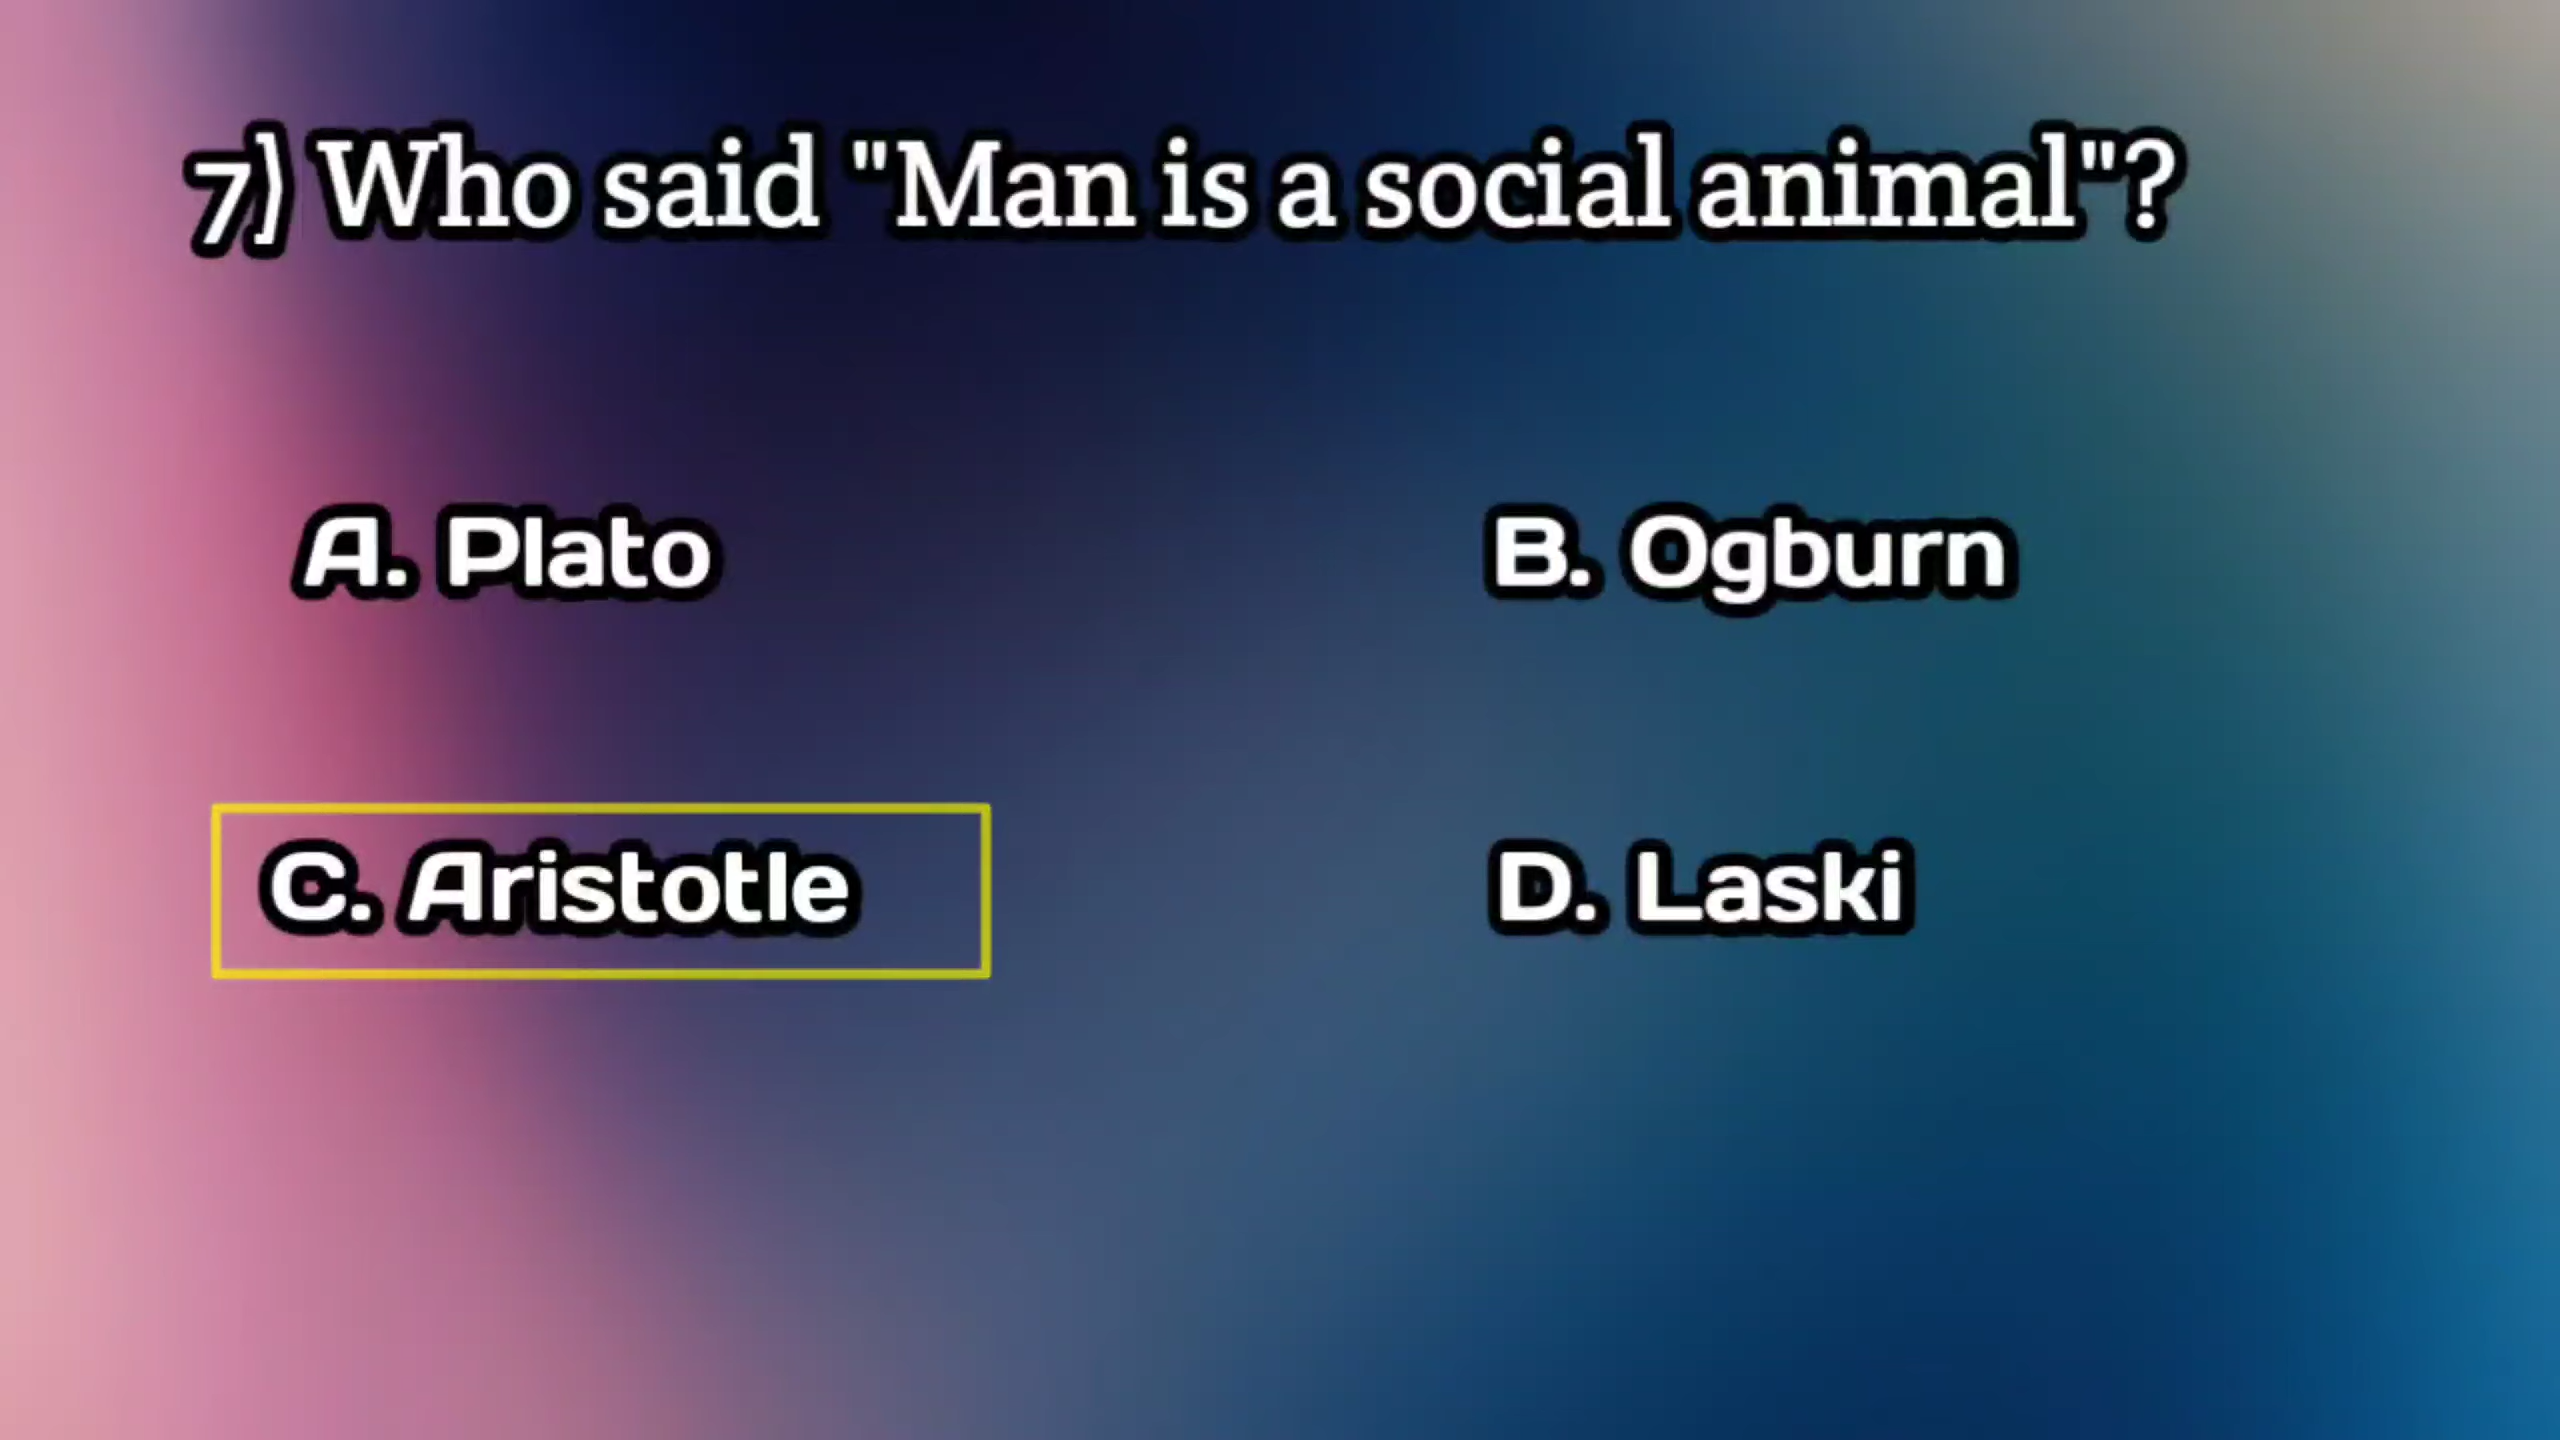 7) Who said "Man is a social animal"?
A. Plato
B. Ogburn
C. Aristotle
D. Laski